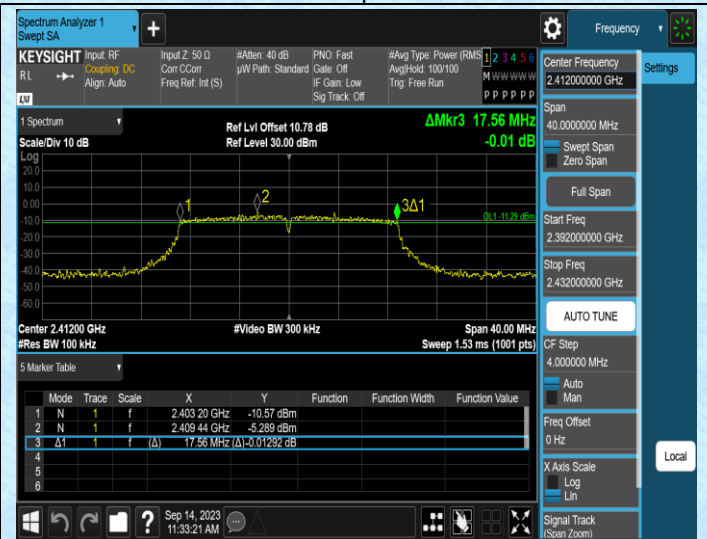 Spectrum Analyzer 1
Swept SA
+
Frequency
KEYSIGHT
RL
LXI
Input: RF
Coupling: DC
Align: Auto
Input Z: 50 Ω
Corr CCorr
Freq Ref: Int (S)
#Atten: 40 dB
µW Path: Standard
PNO: Fast
Gate: Off
IF Gain: Low
Sig Track: Off
#Avg Type: Power (RMS
Avg|Hold: 100/100
Trig: Free Run
1 2 3 4 5 6
M W W W W W
P P P P P P
1 Spectrum
Scale/Div 10 dB
Ref Lvl Offset 10.78 dB
Ref Level 30.00 dBm
ΔMkr3 17.56 MHz
-0.01 dB
Log
20.0
10.0
0.00
-10.0
-20.0
-30.0
-40.0
-50.0
-60.0
1
2
3Δ1
DL1 -11.29 dBm
Center 2.41200 GHz
#Res BW 100 kHz
#Video BW 300 kHz
Span 40.00 MHz
Sweep 1.53 ms (1001 pts)
5 Marker Table
Mode Trace Scale X Y Function Function Width Function Value
1 N 1 f 2.403 20 GHz -10.57 dBm
2 N 1 f 2.409 44 GHz -5.289 dBm
3 Δ1 1 f (Δ) 17.56 MHz (Δ) -0.01292 dB
4
5
6
?
Sep 14, 2023
11:33:21 AM
Center Frequency
2.412000000 GHz
Span
40.0000000 MHz
Swept Span
Zero Span
Full Span
Start Freq
2.392000000 GHz
Stop Freq
2.432000000 GHz
AUTO TUNE
CF Step
4.000000 MHz
Auto
Man
Freq Offset
0 Hz
X Axis Scale
Log
Lin
Signal Track
(Span Zoom)
Settings
Local